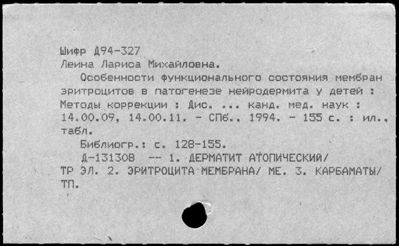 Шифр Д94-327
Леина Лариса Михайловна.
Особенности функционального состояния мембран
эритроцитов в патогенезе нейродермита у детей :
Методы коррекции : Дис. ... канд. мед. наук :
14.00.09, 14.00.11. - СПб., 1994. - 155 с. : ил.,
табл.
Библиогр.: с. 128-155.
Д-131308 -- 1. ДЕРМАТИТ АТОПИЧЕСКИЙ/
ТР ЭЛ. 2. ЭРИТРОЦИТА МЕМБРАНА/ МЕ. 3. КАРБАМАТЫ/
ТП.